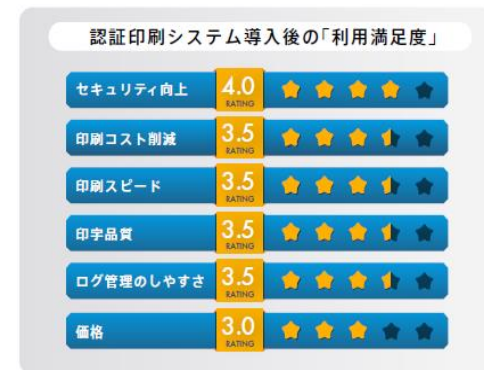 認証印刷システム導入後の「利用満足度」
セキュリティ向上 4.0 RATING
印刷コスト削減 3.5 RATING
印刷スピード 3.5 RATING
印字品質 3.5 RATING
ログ管理のしやすさ 3.5 RATING
価格 3.0 RATING